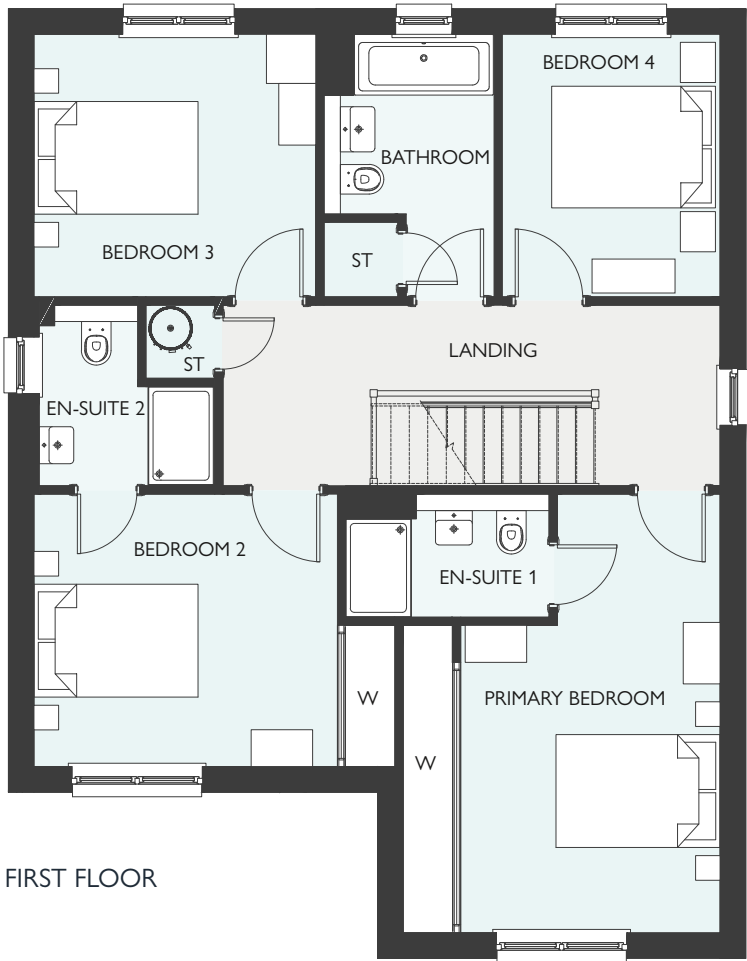 BEDROOM 4
BATHROOM
BEDROOM 3
ST
LANDING
ST
EN-SUITE 2
BEDROOM 2
EN-SUITE 1
W
PRIMARY BEDROOM
W
FIRST FLOOR